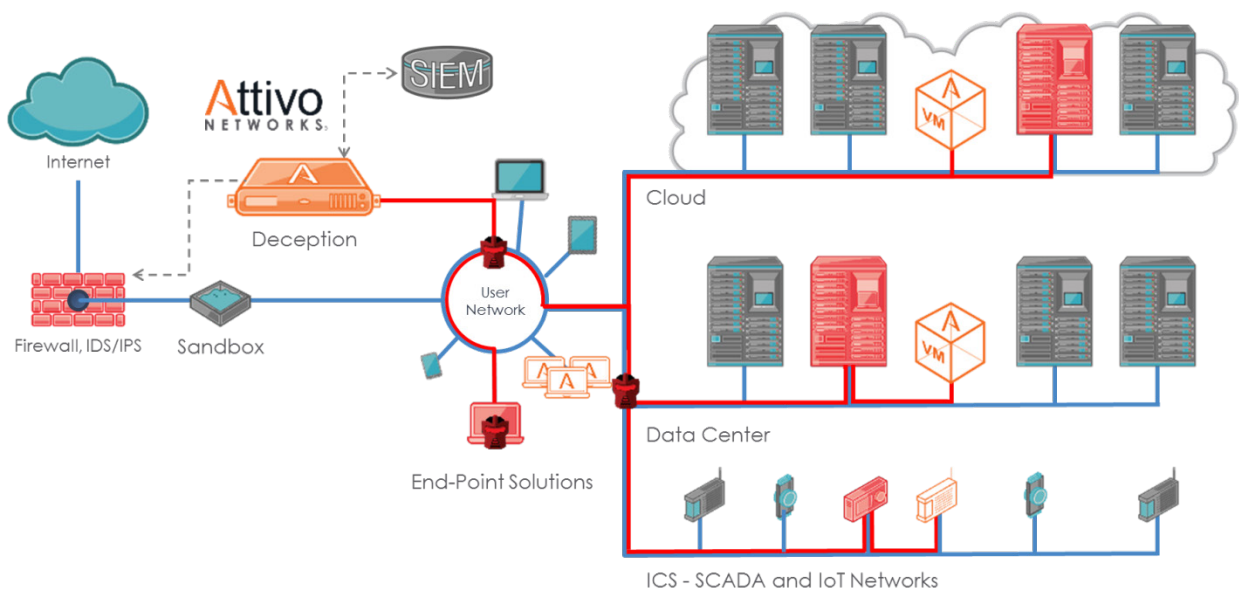 SIEM
Attivo
NETWORKS
Internet
A
Deception
Firewall, IDS/IPS
Sandbox
User
Network
A
A
A
End-Point Solutions
A
VM
Cloud
A
VM
Data Center
ICS - SCADA and IoT Networks